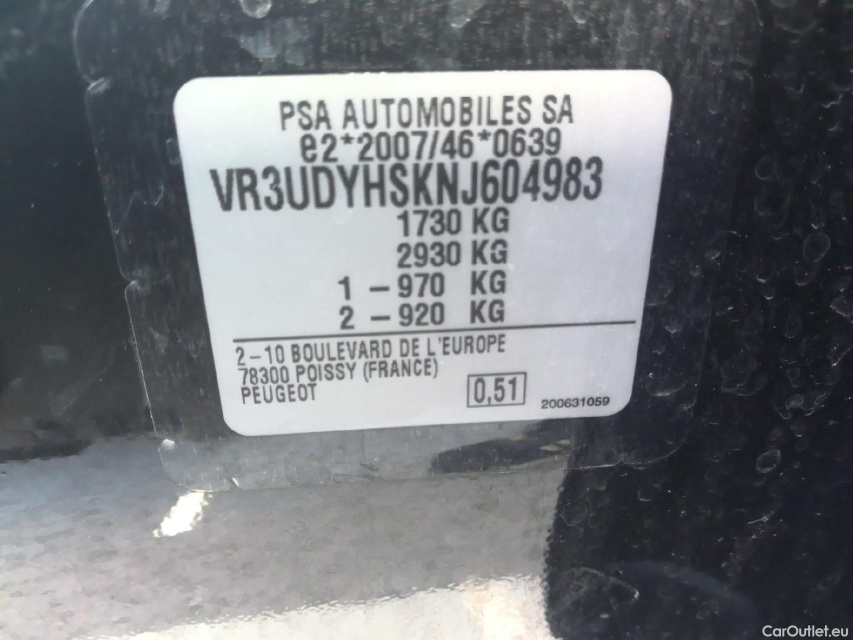 PSA AUTOMOBILES SA
e2*2007/46*0639
VR3UDYHSKNJ604983
1730 KG
2930 KG
1 – 970 KG
2 – 920 KG
2 – 10 BOULEVARD DE L'EUROPE
78300 POISSY (FRANCE)
PEUGEOT
0,51
200631059
CarOutlet.eu